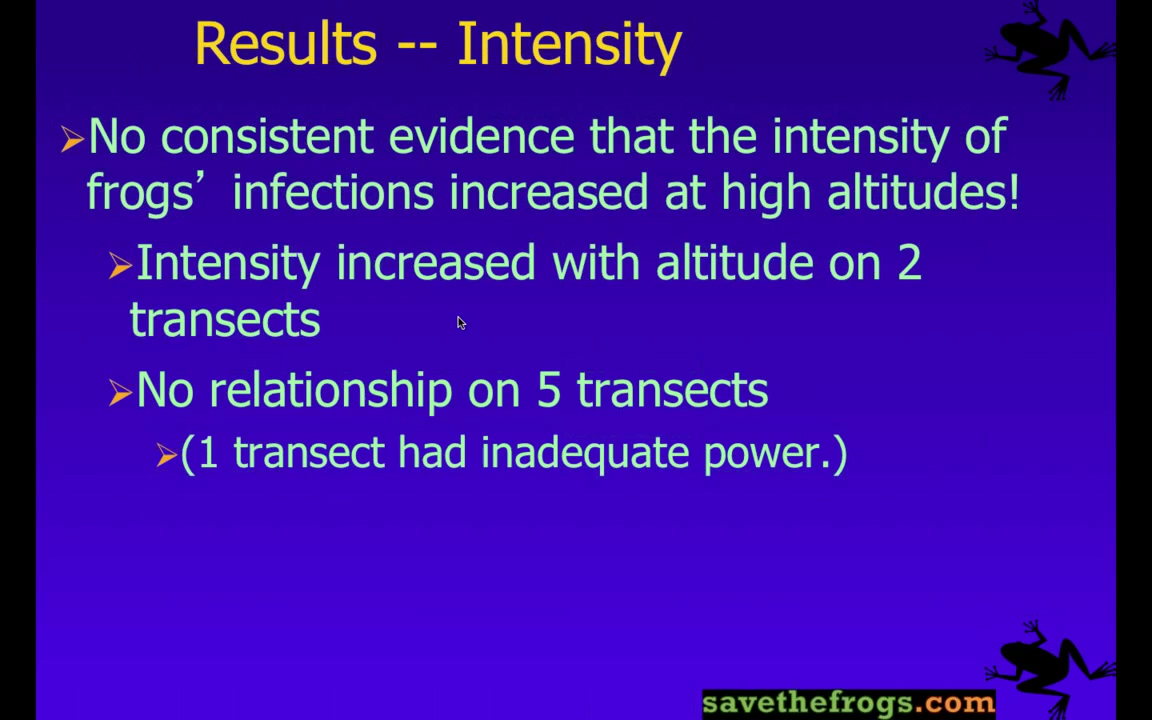 Results -- Intensity
No consistent evidence that the intensity of
frogs’ infections increased at high altitudes!
Intensity increased with altitude on 2
transects
No relationship on 5 transects
(1 transect had inadequate power.)
savethefrogs.com